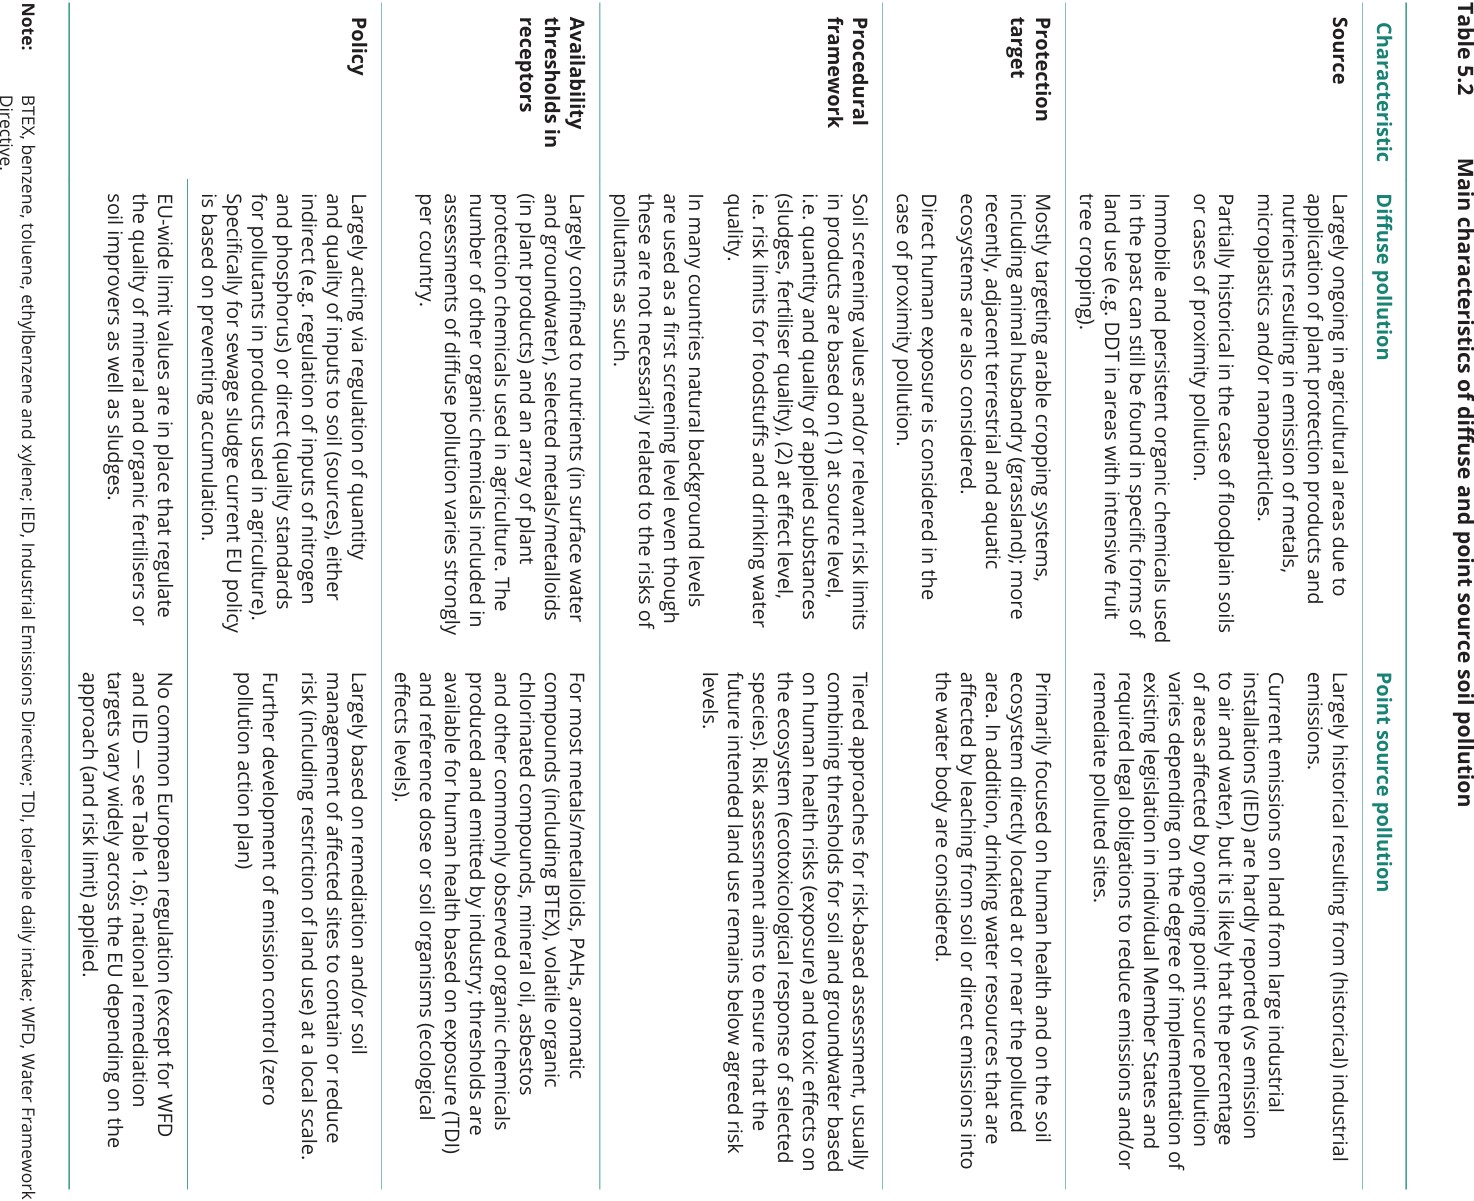 Table 5.2 Main characteristics of diffuse and point source soil pollution
Characteristic Diffuse pollution Point source pollution
Source
Largely ongoing in agricultural areas due to
application of plant protection products and
nutrients resulting in emission of metals,
microplastics and/or nanoparticles.
Partially historical in the case of floodplain soils
or cases of proximity pollution.
Immobile and persistent organic chemicals used
in the past can still be found in specific forms of
land use (e.g. DDT in areas with intensive fruit
tree cropping).
Largely historical resulting from (historical) industrial
emissions.
Current emissions on land from large industrial
installations (IED) are hardly reported (vs emission
to air and water), but it is likely that the percentage
of areas affected by ongoing point source pollution
varies depending on the degree of implementation of
existing legislation in individual Member States and
required legal obligations to reduce emissions and/or
remediate polluted sites.
Protection
target
Mostly targeting arable cropping systems,
including animal husbandry (grassland); more
recently, adjacent terrestrial and aquatic
ecosystems are also considered.
Direct human exposure is considered in the
case of proximity pollution.
Primarily focused on human health and on the soil
ecosystem directly located at or near the polluted
area. In addition, drinking water resources that are
affected by leaching from soil or direct emissions into
the water body are considered.
Procedural
framework
Soil screening values and/or relevant risk limits
in products are based on (1) at source level,
i.e. quantity and quality of applied substances
(sludges, fertiliser quality), (2) at effect level,
i.e. risk limits for foodstuffs and drinking water
quality.
In many countries natural background levels
are used as a first screening level even though
these are not necessarily related to the risks of
pollutants as such.
Tiered approaches for risk-based assessment, usually
combining thresholds for soil and groundwater based
on human health risks (exposure) and toxic effects on
the ecosystem (ecotoxicological response of selected
species). Risk assessment aims to ensure that the
future intended land use remains below agreed risk
levels.
Availability
thresholds in
receptors
Largely confined to nutrients (in surface water
and groundwater), selected metals/metalloids
(in plant products) and an array of plant
protection chemicals used in agriculture. The
number of other organic chemicals included in
assessments of diffuse pollution varies strongly
per country.
For most metals/metalloids, PAHs, aromatic
compounds (including BTEX), volatile organic
chlorinated compounds, mineral oil, asbestos
and other commonly observed organic chemicals
produced and emitted by industry; thresholds are
available for human health based on exposure (TDI)
and reference dose or soil organisms (ecological
effects levels).
Policy
Largely acting via regulation of quantity
and quality of inputs to soil (sources), either
indirect (e.g. regulation of inputs of nitrogen
and phosphorus) or direct (quality standards
for pollutants in products used in agriculture).
Specifically for sewage sludge current EU policy
is based on preventing accumulation.
Largely based on remediation and/or soil
management of affected sites to contain or reduce
risk (including restriction of land use) at a local scale.
Further development of emission control (zero
pollution action plan)
EU-wide limit values are in place that regulate
the quality of mineral and organic fertilisers or
soil improvers as well as sludges.
No common European regulation (except for WFD
and IED — see Table 1.6); national remediation
targets vary widely across the EU depending on the
approach (and risk limit) applied.
Note: BTEX, benzene, toluene, ethylbenzene and xylene; IED, Industrial Emissions Directive; TDI, tolerable daily intake; WFD, Water Framework
Directive.